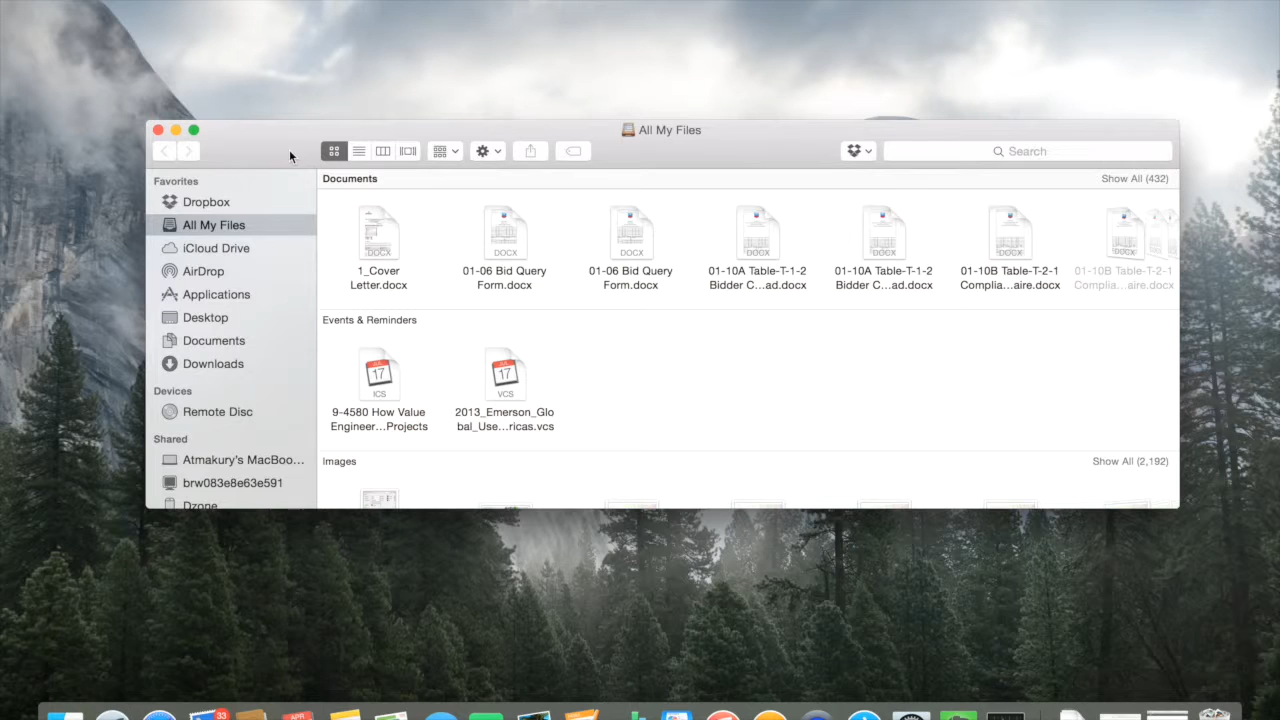 All My Files
Search
Favorites
Dropbox
All My Files
iCloud Drive
AirDrop
Applications
Desktop
Documents
Downloads
Devices
Remote Disc
Shared
Atmakury's MacBoo...
brw083e8e63e591
Dzone
Documents
Show All (432)
DOCX
DOCX
DOCX
DOCX
DOCX
DOCX
DOCX
1_Cover
Letter.docx
01-06 Bid Query
Form.docx
01-06 Bid Query
Form.docx
01-10A Table-T-1-2
Bidder C...ad.docx
01-10A Table-T-1-2
Bidder C...ad.docx
01-10B Table-T-2-1
Complia...aire.docx
01-10B Table-T-2-1
Complia...aire.docx
Events & Reminders
17
ICS
17
VCS
9-4580 How Value
Engineer...Projects
2013_Emerson_Glo
bal_Use...ricas.vcs
Images
Show All (2,192)
33
APR